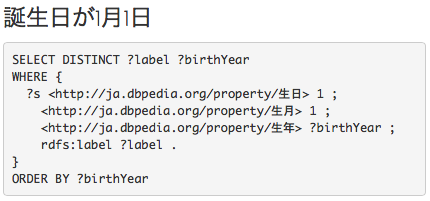 誕生日が1月1日
SELECT DISTINCT ?label ?birthYear
WHERE {
  ?s <http://ja.dbpedia.org/property/生日> 1 ;
    <http://ja.dbpedia.org/property/生月> 1 ;
    <http://ja.dbpedia.org/property/生年> ?birthYear ;
    rdfs:label ?label .
}
ORDER BY ?birthYear